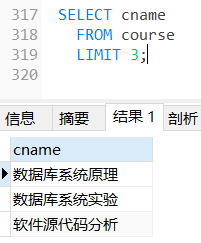 317 SELECT cname
318 FROM course
319 LIMIT 3;
320
信息 摘要 结果 1 剖析
cname
数据库系统原理
数据库系统实验
软件源代码分析